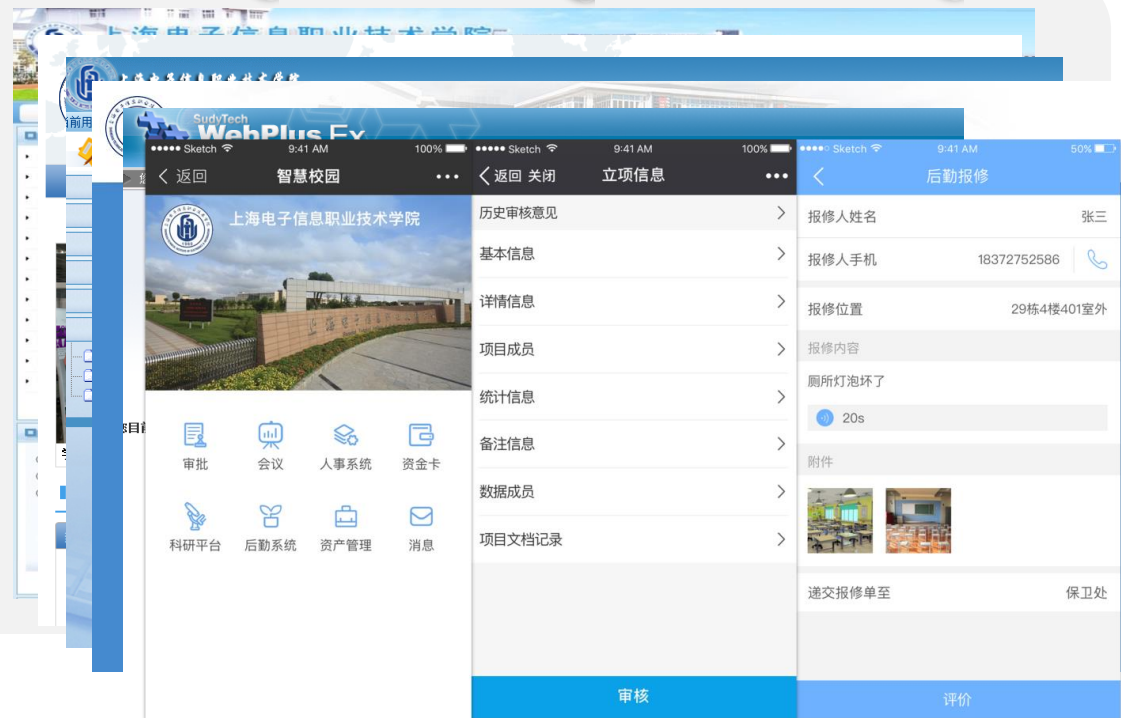 上海电子信息职业技术学院
SudyTech
WebPlus Ex
●●●●● Sketch 9:41 AM 100%
返回 智慧校园 •••
上海电子信息职业技术学院
审批 会议 人事系统 资金卡
科研平台 后勤系统 资产管理 消息
●●●●● Sketch 9:41 AM 100%
返回 关闭 立项信息 •••
历史审核意见
基本信息
详情信息
项目成员
统计信息
备注信息
数据成员
项目文档记录
审核
●●●●○ Sketch 9:41 AM 50%
后勤报修
报修人姓名 张三
报修人手机 18372752586
报修位置 29栋4楼401室外
报修内容
厕所灯泡坏了
20s
附件
递交报修单至 保卫处
评价